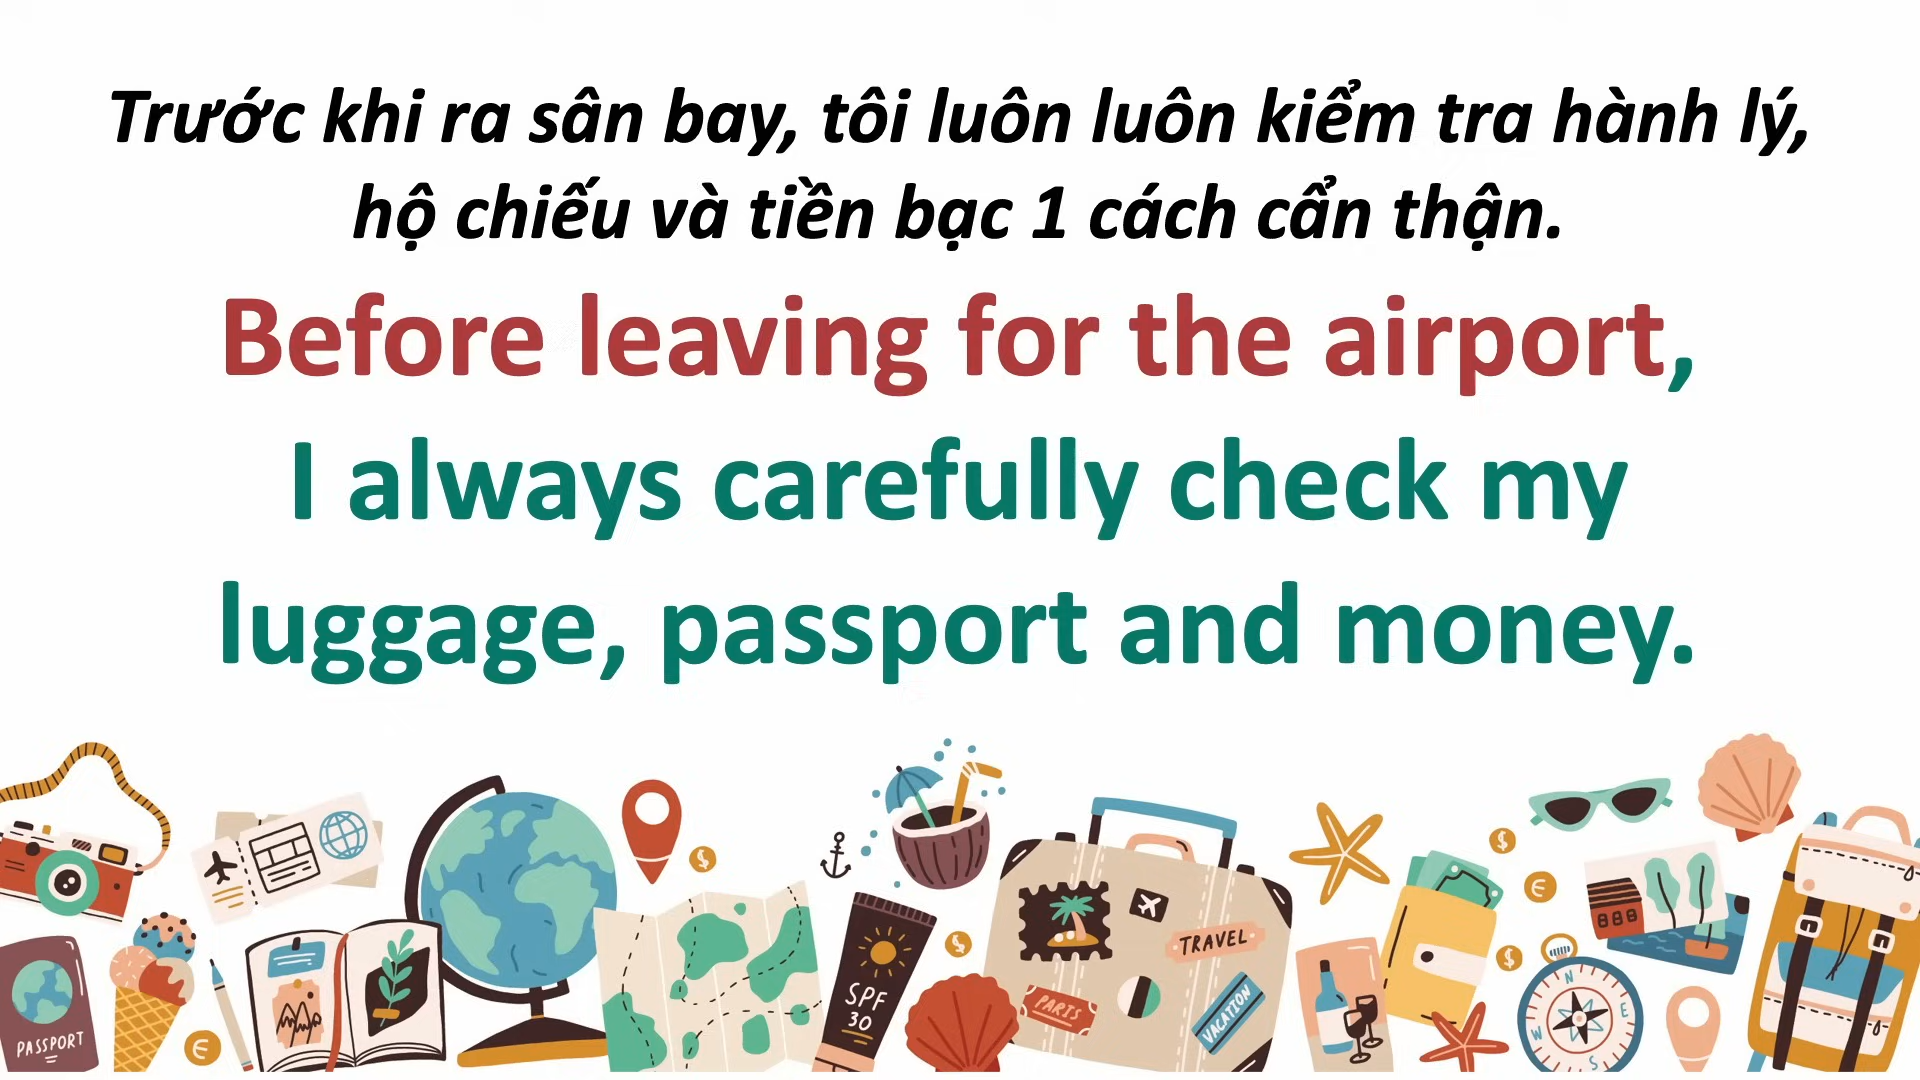 Trước khi ra sân bay, tôi luôn luôn kiểm tra hành lý,
hộ chiếu và tiền bạc 1 cách cẩn thận.
Before leaving for the airport,
I always carefully check my
luggage, passport and money.
TRAVEL
PARIS
VACATION
SPF
30
PASSPORT
N
E
S
W